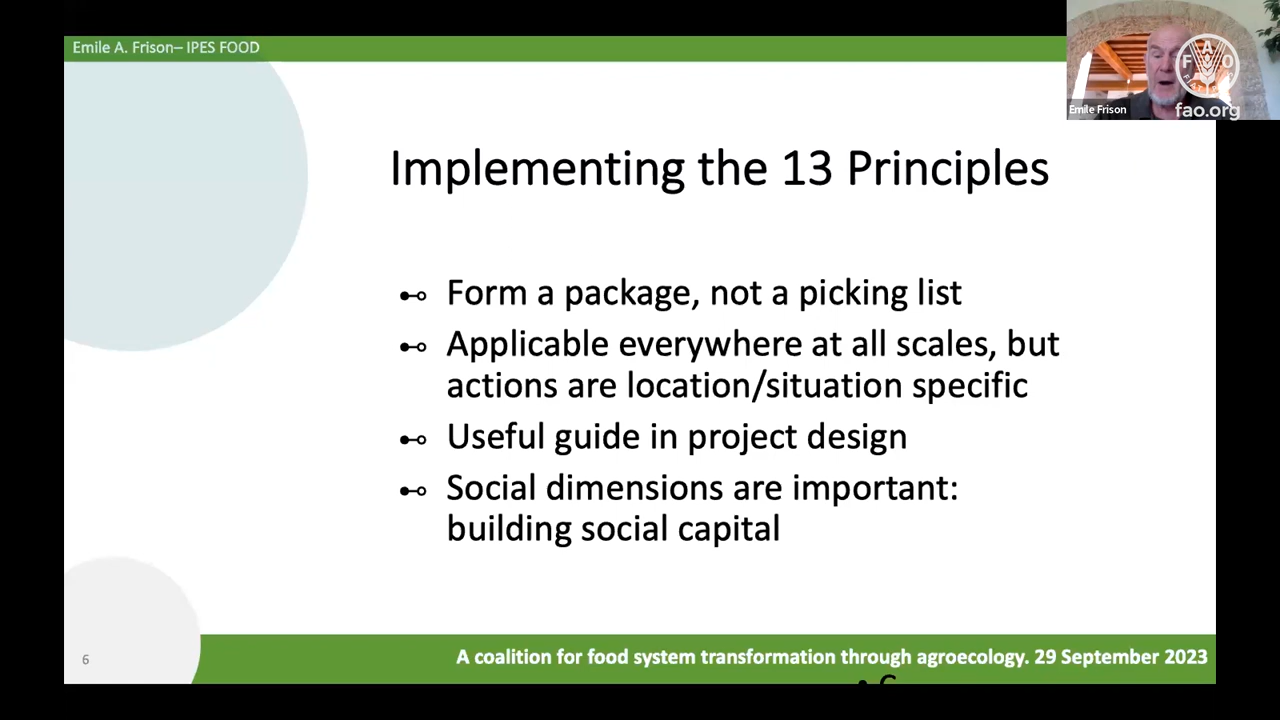 Emile A. Frison– IPES FOOD
Emile Frison
fao.org
Implementing the 13 Principles
Form a package, not a picking list
Applicable everywhere at all scales, but
actions are location/situation specific
Useful guide in project design
Social dimensions are important:
building social capital
6
A coalition for food system transformation through agroecology. 29 September 2023